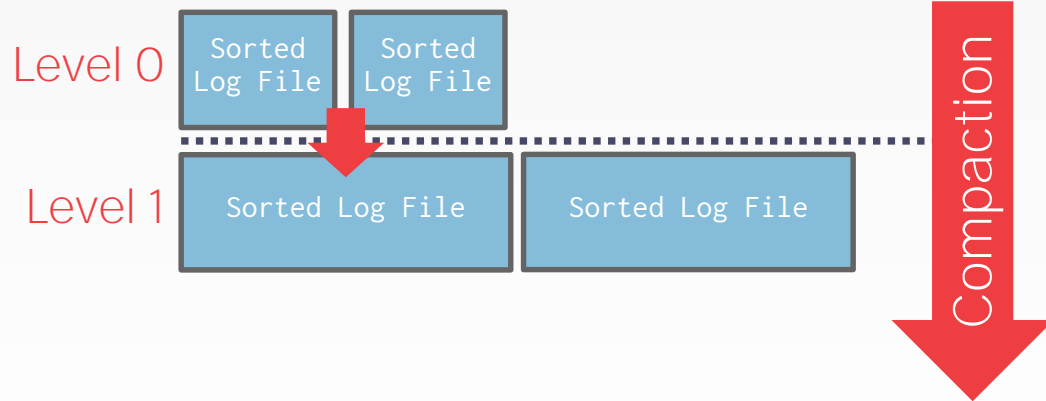 Level 0
Sorted
Log File
Sorted
Log File
Level 1
Sorted Log File
Sorted Log File
Compaction